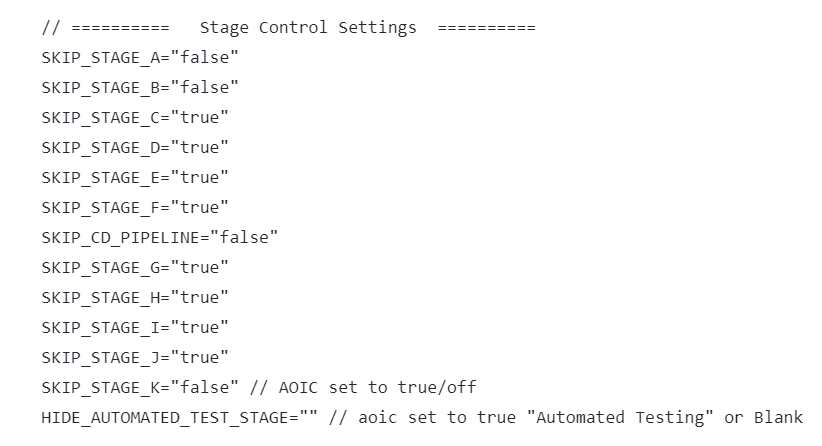 // ==========   Stage Control Settings  ==========
SKIP_STAGE_A="false"
SKIP_STAGE_B="false"
SKIP_STAGE_C="true"
SKIP_STAGE_D="true"
SKIP_STAGE_E="true"
SKIP_STAGE_F="true"
SKIP_CD_PIPELINE="false"
SKIP_STAGE_G="true"
SKIP_STAGE_H="true"
SKIP_STAGE_I="true"
SKIP_STAGE_J="true"
SKIP_STAGE_K="false" // AOIC set to true/off
HIDE_AUTOMATED_TEST_STAGE="" // aoic set to true "Automated Testing" or Blank